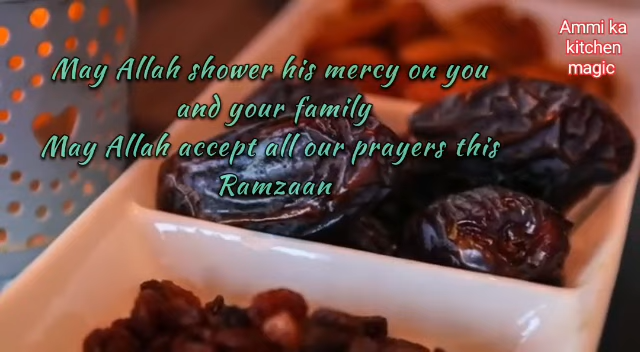 May Allah shower his mercy on you
and your family
May Allah accept all our prayers this
Ramzaan
Ammi ka
kitchen
magic